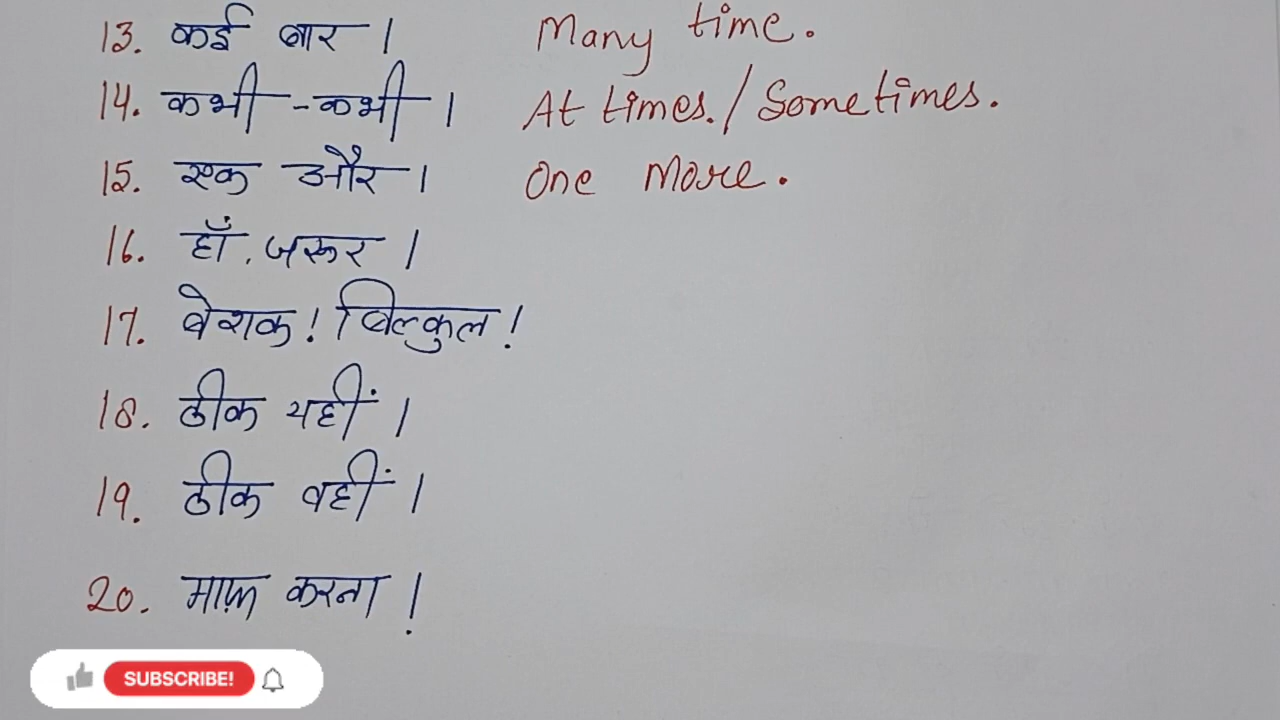 13. कई बार । Many time.
14. कभी - कभी । At times. / Sometimes.
15. एक और । One More.
16. हाँ, जरूर ।
17. बेशक! बिल्कुल!
18. ठीक यहीं ।
19. ठीक वहीं ।
20. माफ़ करना !
SUBSCRIBE!